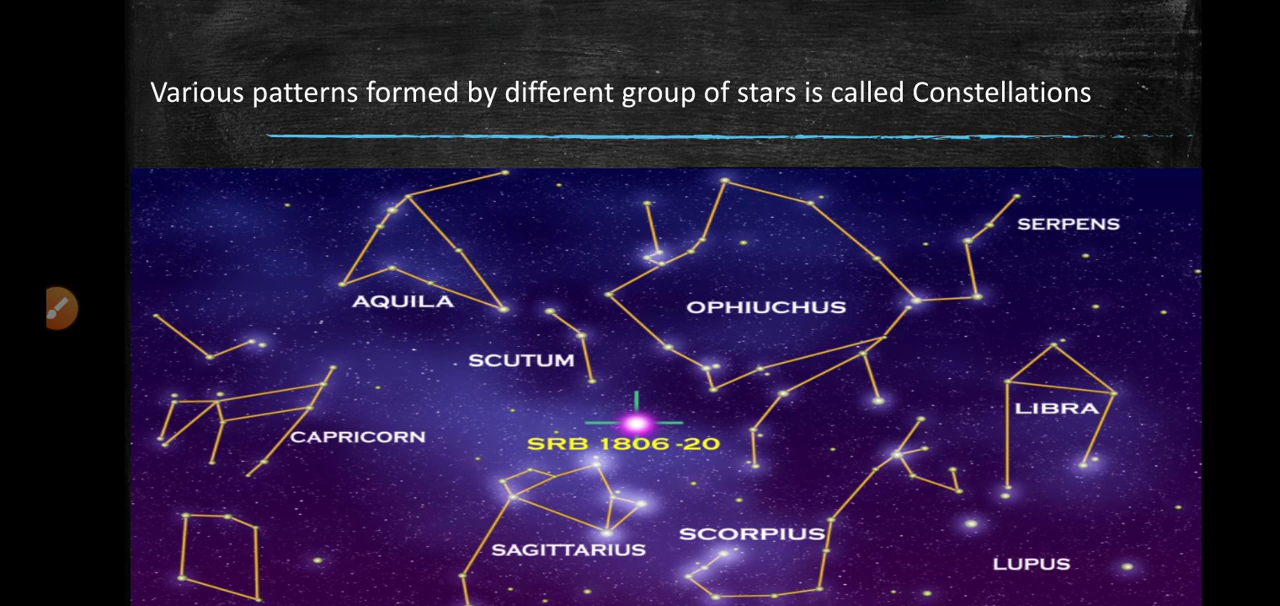 Various patterns formed by different group of stars is called Constellations
SERPENS
AQUILA
OPHIUCHUS
SCUTUM
LIBRA
CAPRICORN
SRB 1806-20
SCORPIUS
SAGITTARIUS
LUPUS